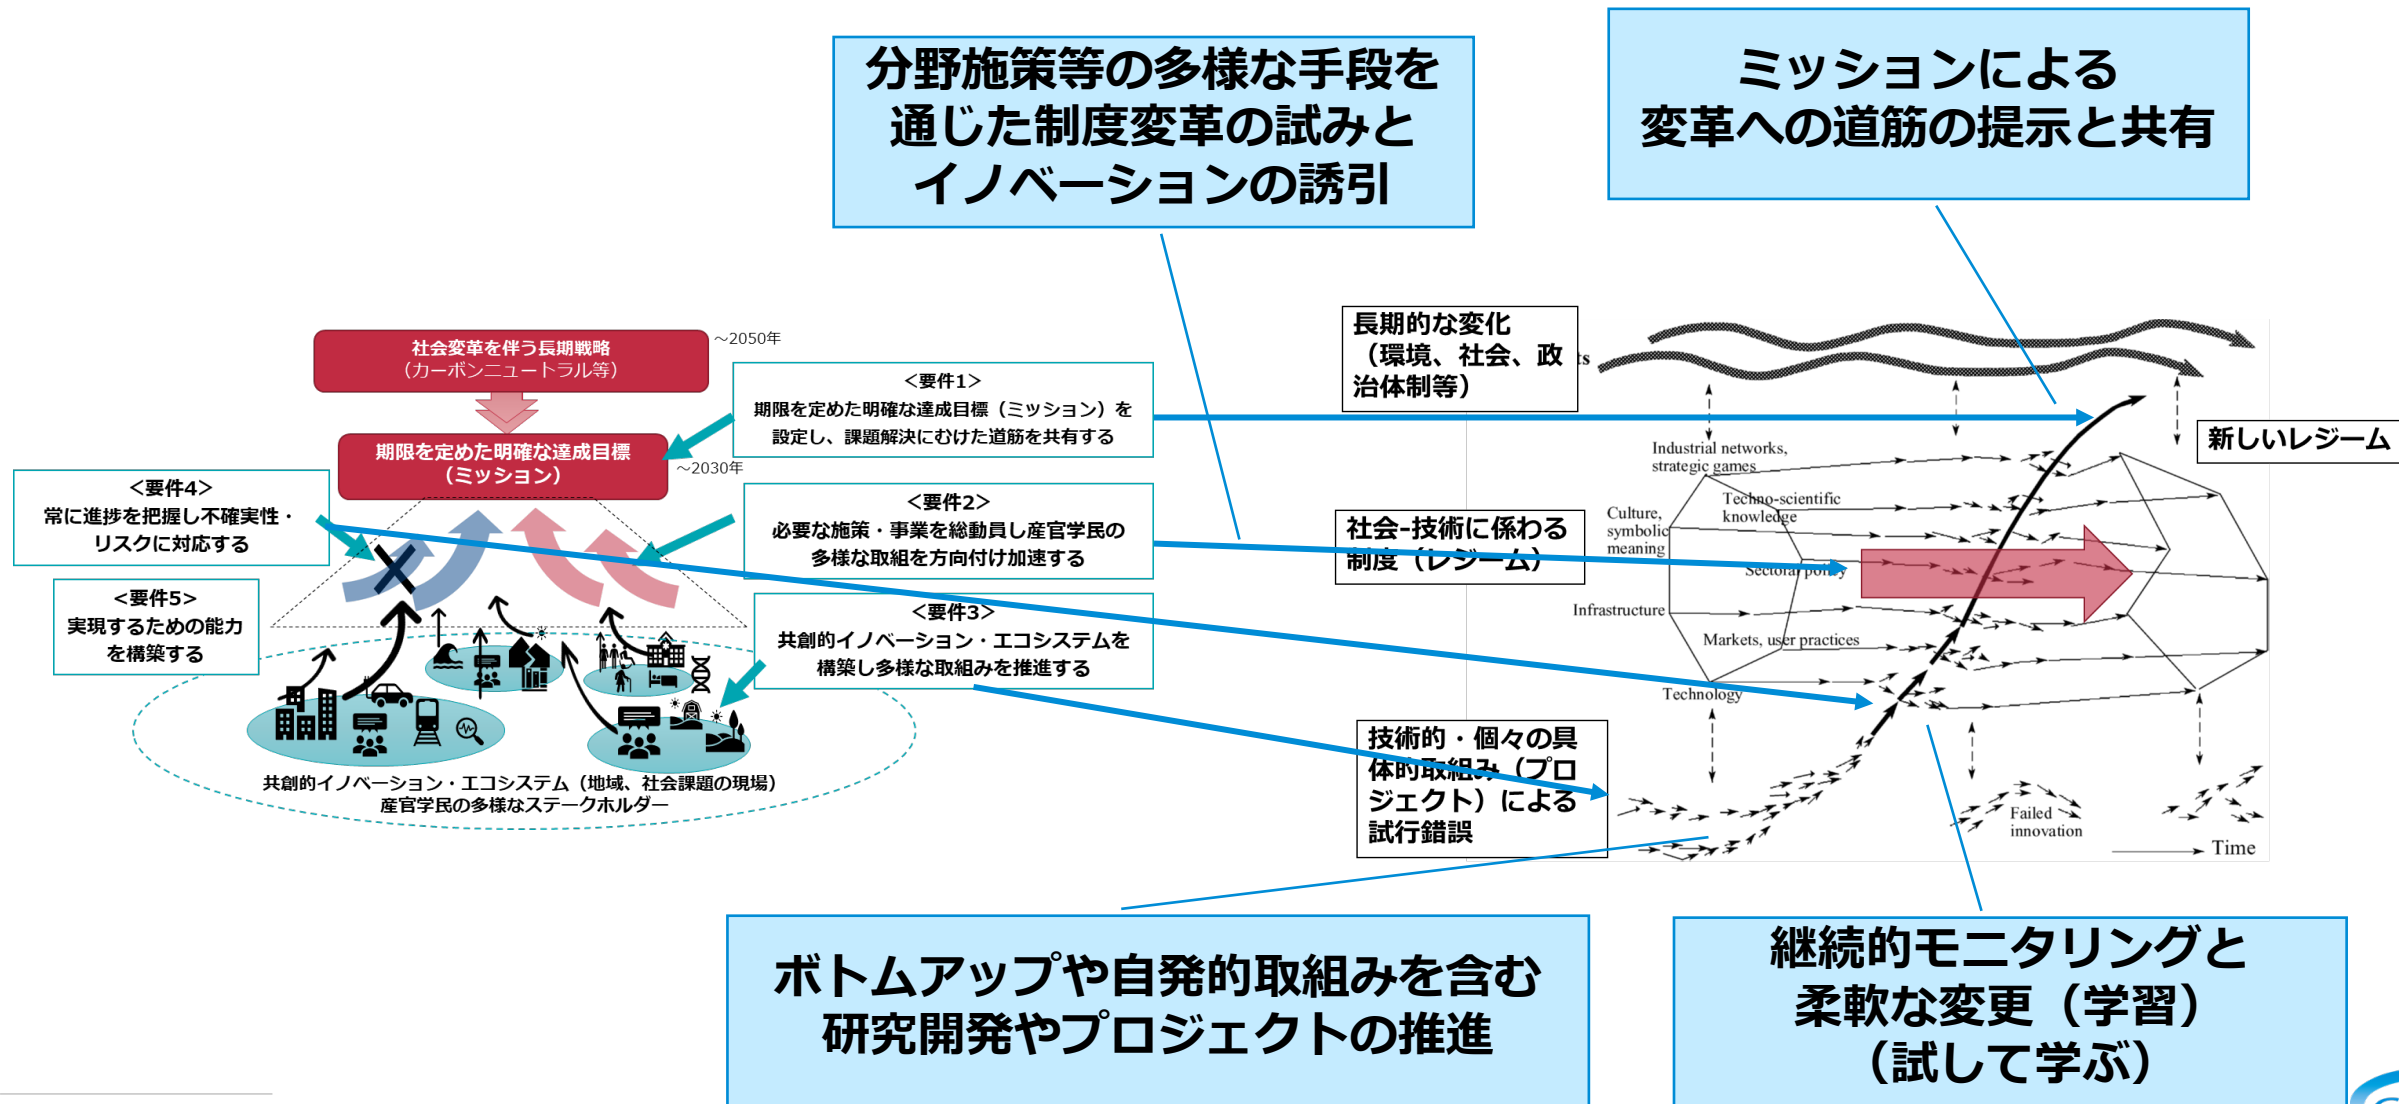 分野施策等の多様な手段を
通じた制度変革の試みと
イノベーションの誘引
ミッションによる
変革への道筋の提示と共有
社会変革を伴う長期戦略
（カーボンニュートラル等）
～2050年
期限を定めた明確な達成目標
（ミッション）
～2030年
＜要件1＞
期限を定めた明確な達成目標（ミッション）を
設定し、課題解決にむけた道筋を共有する
＜要件4＞
常に進捗を把握し不確実性・
リスクに対応する
＜要件2＞
必要な施策・事業を総動員し産官学民の
多様な取組を方向付け加速する
＜要件5＞
実現するための能力
を構築する
＜要件3＞
共創的イノベーション・エコシステムを
構築し多様な取組みを推進する
共創的イノベーション・エコシステム（地域、社会課題の現場）
産官学民の多様なステークホルダー
長期的な変化
（環境、社会、政
治体制等）
ts
新しいレジーム
Industrial networks,
strategic games
Techno-scientific
knowledge
Culture,
symbolic
meaning
社会-技術に係わる
制度（レジーム）
Sectoral policy
Infrastructure
Markets, user practices
Technology
技術的・個々の具
体的取組み（プロ
ジェクト）による
試行錯誤
Failed
innovation
Time
ボトムアップや自発的取組みを含む
研究開発やプロジェクトの推進
継続的モニタリングと
柔軟な変更（学習）
（試して学ぶ）